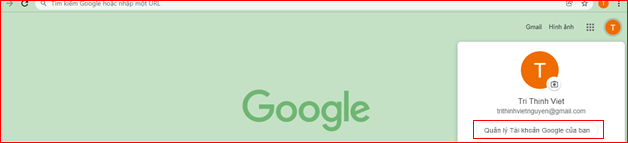 Tìm kiếm Google hoặc nhập một URL
T
Gmail Hình ảnh
T
T
Google
Tri Thinh Viet
trithinhvietnguyen@gmail.com
Quản lý Tài khoản Google của bạn